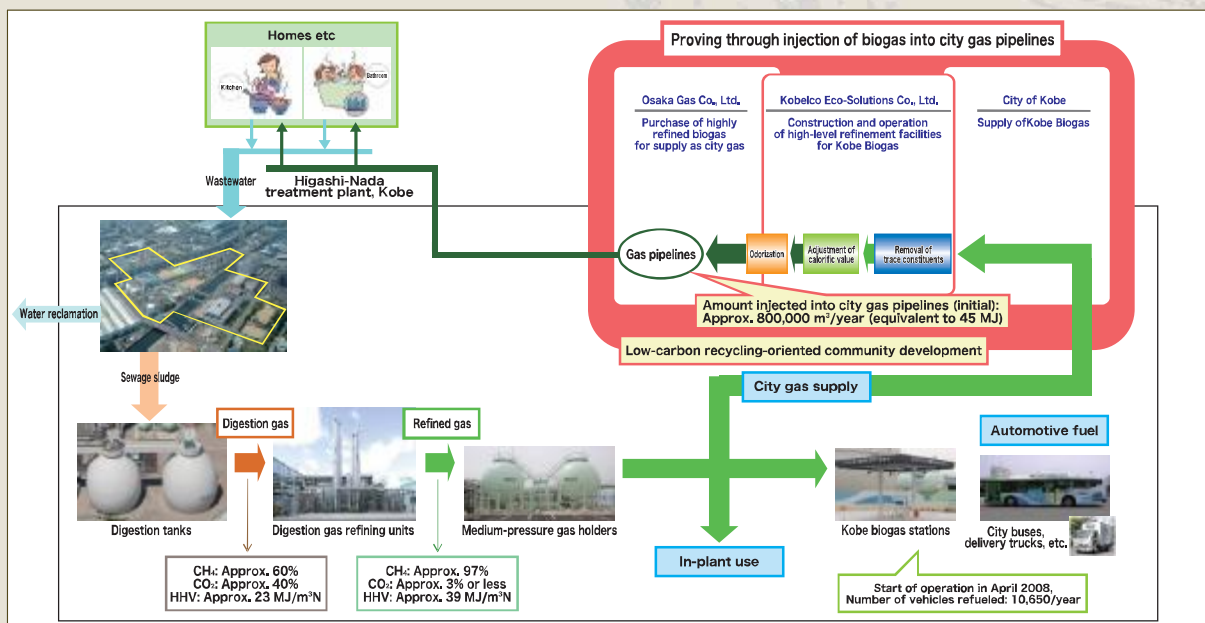 Homes etc
Kitchen
Bathroom
Proving through injection of biogas into city gas pipelines
Osaka Gas Co., Ltd.
Purchase of highly
refined biogas
for supply as city gas
Kobelco Eco-Solutions Co., Ltd.
Construction and operation
of high-level refinement facilities
for Kobe Biogas
City of Kobe
Supply ofKobe Biogas
Wastewater
Higashi-Nada
treatment plant, Kobe
Gas pipelines
Odorization
Adjustment of
calorific value
Removal of
trace constituents
Amount injected into city gas pipelines (initial):
Approx. 800,000 m³/year (equivalent to 45 MJ)
Water reclamation
Low-carbon recycling-oriented community development
Sewage sludge
City gas supply
Digestion gas
Refined gas
Automotive fuel
Digestion tanks
Digestion gas refining units
Medium-pressure gas holders
Kobe biogas stations
City buses,
delivery trucks, etc.
In-plant use
CH₄: Approx. 60%
CO₂: Approx. 40%
HHV: Approx. 23 MJ/m³N
CH₄: Approx. 97%
CO₂: Approx. 3% or less
HHV: Approx. 39 MJ/m³N
Start of operation in April 2008,
Number of vehicles refueled: 10,650/year